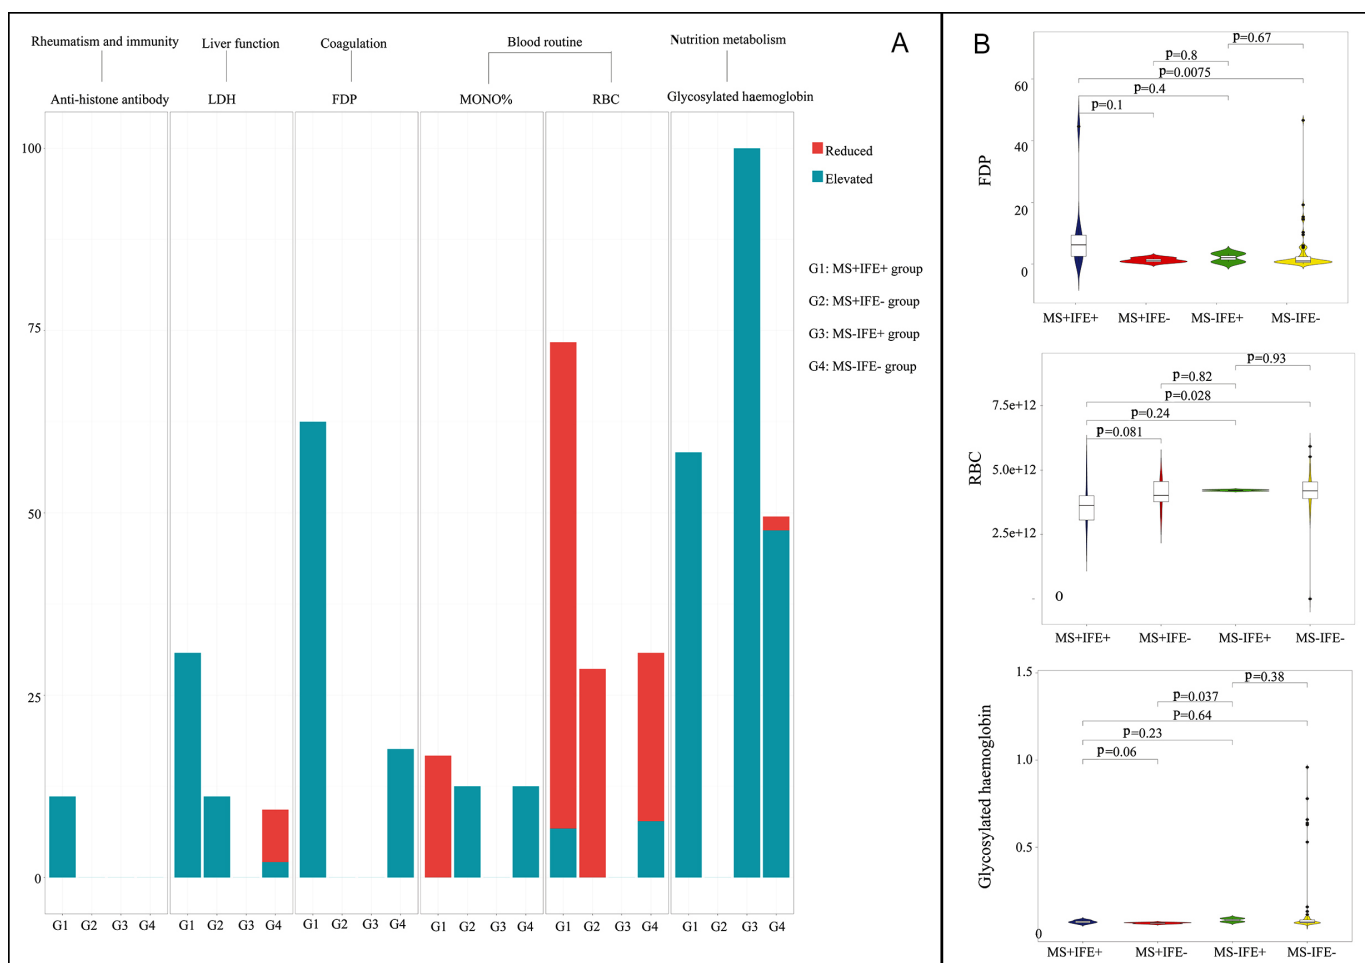 A
Rheumatism and immunity
Liver function
Coagulation
Blood routine
Nutrition metabolism
Anti-histone antibody
LDH
FDP
MONO%
RBC
Glycosylated haemoglobin
100
75
50
25
0
G1 G2 G3 G4
G1 G2 G3 G4
G1 G2 G3 G4
G1 G2 G3 G4
G1 G2 G3 G4
G1 G2 G3 G4
Reduced
Elevated
G1: MS+IFE+ group
G2: MS+IFE- group
G3: MS-IFE+ group
G4: MS-IFE- group
B
FDP
60
40
20
0
p=0.67
p=0.8
p=0.0075
p=0.4
p=0.1
MS+IFE+ MS+IFE- MS-IFE+ MS-IFE-
RBC
7.5e+12
5.0e+12
2.5e+12
0
p=0.93
p=0.82
p=0.028
p=0.24
p=0.081
MS+IFE+ MS+IFE- MS-IFE+ MS-IFE-
Glycosylated haemoglobin
1.5
1.0
0.5
0
p=0.38
p=0.037
P=0.64
p=0.23
p=0.06
MS+IFE+ MS+IFE- MS-IFE+ MS-IFE-